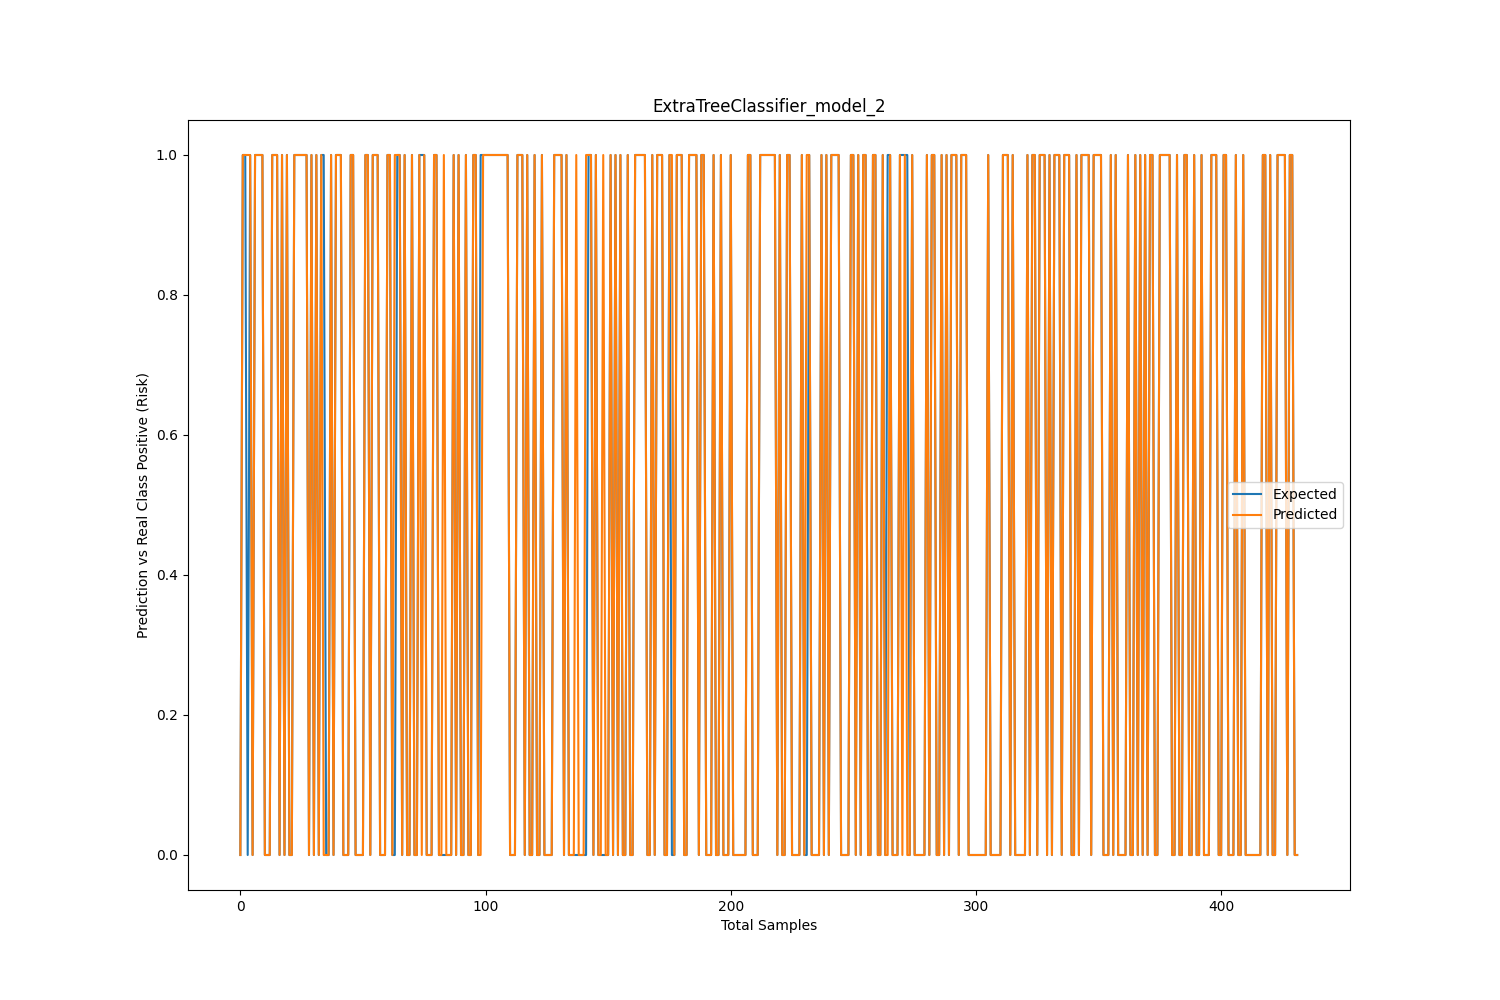 ExtraTreeClassifier_model_2
1.0
0.8
0.6
0.4
0.2
0.0
Prediction vs Real Class Positive (Risk)
Expected
Predicted
0
100
200
300
400
Total Samples